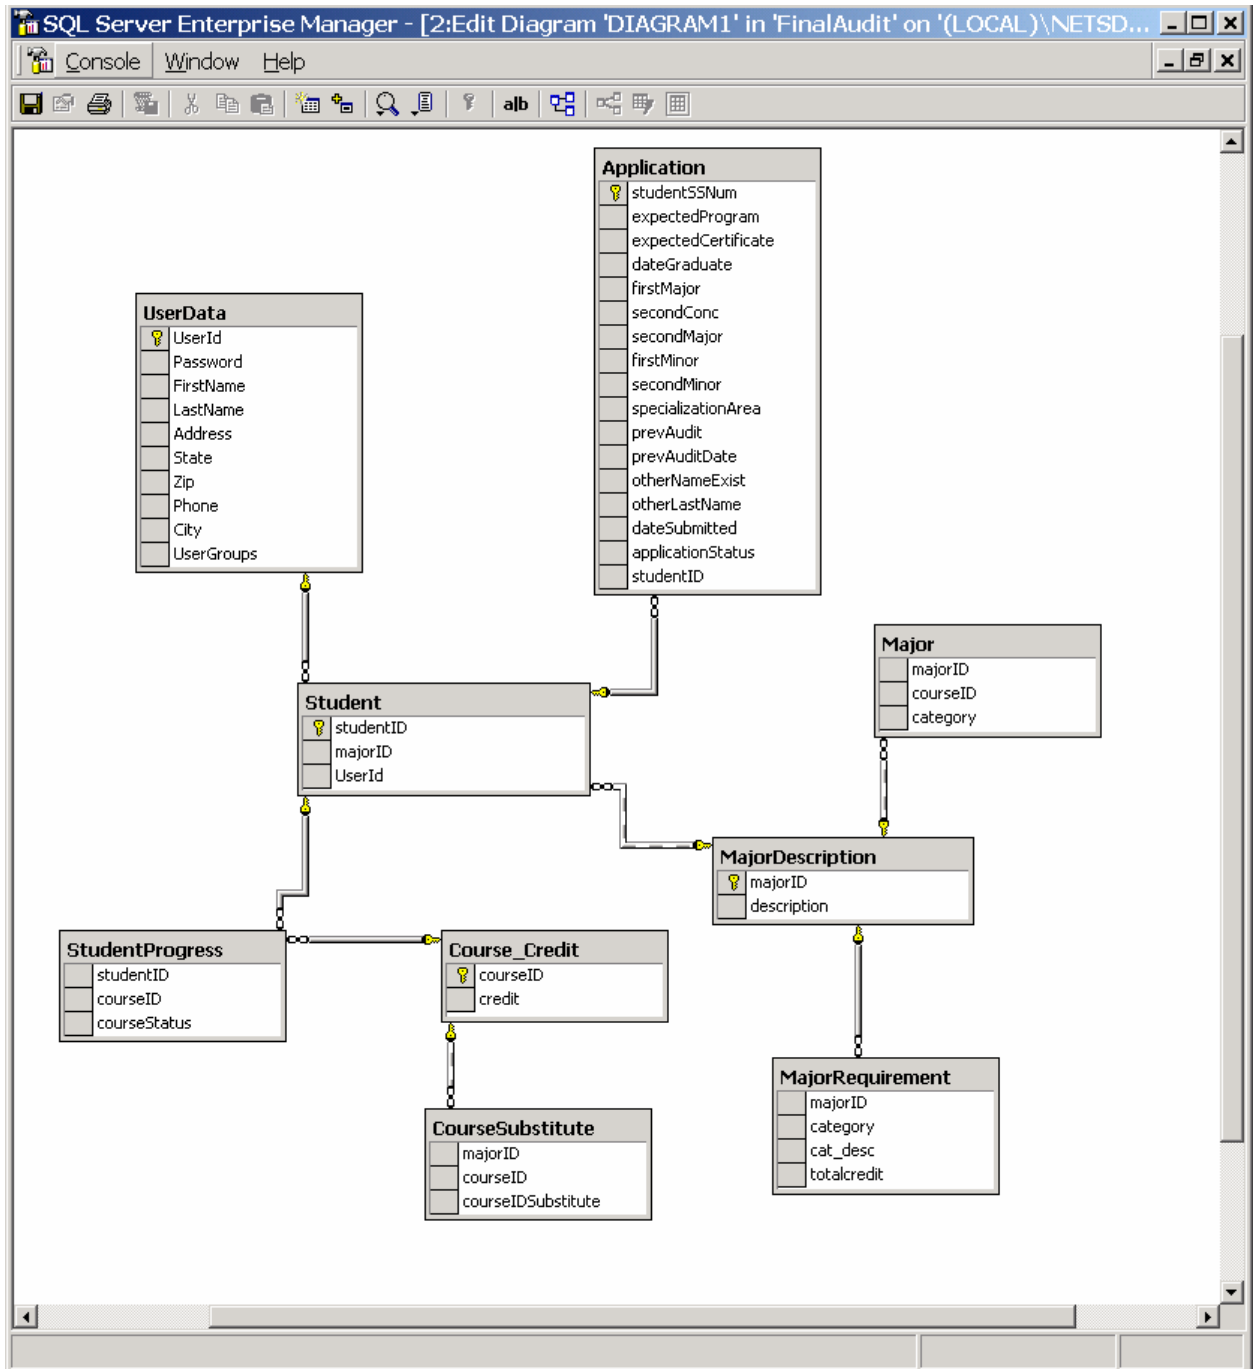 SQL Server Enterprise Manager - [2:Edit Diagram 'DIAGRAM1' in 'FinalAudit' on '(LOCAL)\NETSD...
Console Window Help
a|b
Application
studentSSNum
expectedProgram
expectedCertificate
dateGraduate
firstMajor
secondConc
secondMajor
firstMinor
secondMinor
specializationArea
prevAudit
prevAuditDate
otherNameExist
otherLastName
dateSubmitted
applicationStatus
studentID
UserData
UserId
Password
FirstName
LastName
Address
State
Zip
Phone
City
UserGroups
Major
majorID
courseID
category
Student
studentID
majorID
UserId
MajorDescription
majorID
description
StudentProgress
studentID
courseID
courseStatus
Course_Credit
courseID
credit
MajorRequirement
majorID
category
cat_desc
totalcredit
CourseSubstitute
majorID
courseID
courseIDSubstitute